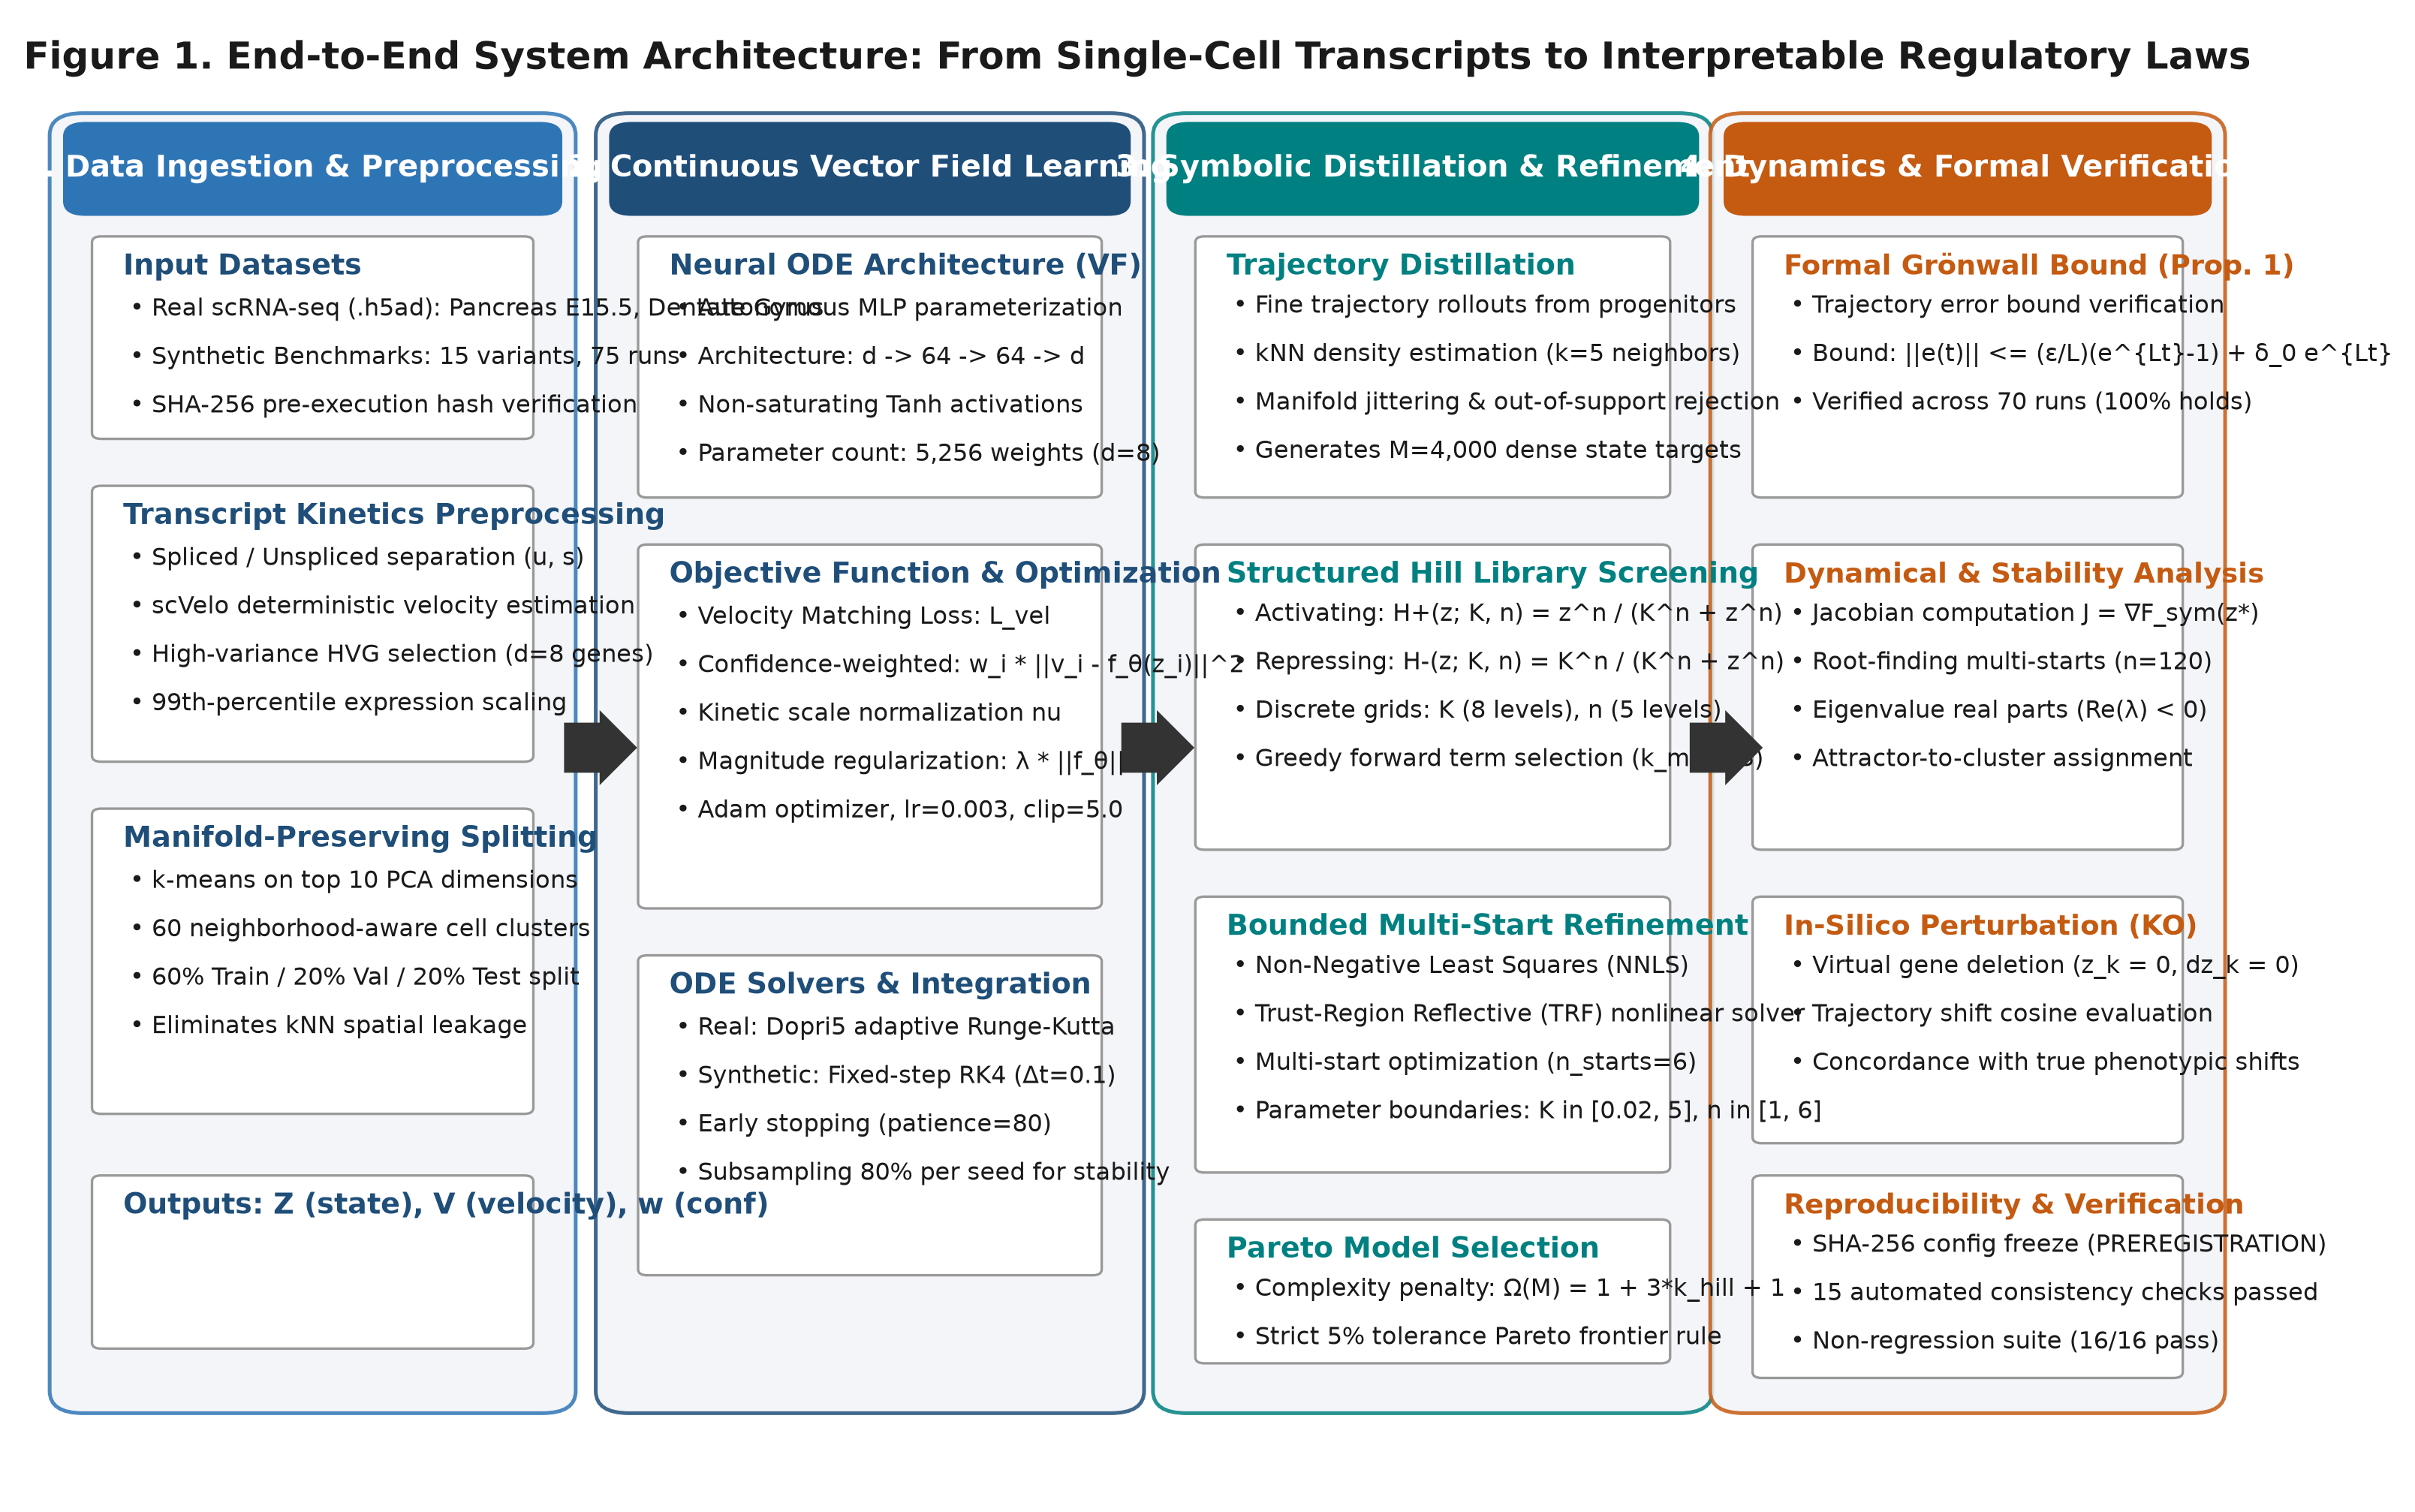 Figure 1. End-to-End System Architecture: From Single-Cell Transcripts to Interpretable Regulatory Laws
Data Ingestion & Preprocessing
Input Datasets
• Real scRNA-seq (.h5ad): Pancreas E15.5, Dentate Gyrus
• Synthetic Benchmarks: 15 variants, 75 runs
• SHA-256 pre-execution hash verification
Transcript Kinetics Preprocessing
• Spliced / Unspliced separation (u, s)
• scVelo deterministic velocity estimation
• High-variance HVG selection (d=8 genes)
• 99th-percentile expression scaling
Manifold-Preserving Splitting
• k-means on top 10 PCA dimensions
• 60 neighborhood-aware cell clusters
• 60% Train / 20% Val / 20% Test split
• Eliminates kNN spatial leakage
Outputs: Z (state), V (velocity), w (conf)
Continuous Vector Field Learning
Neural ODE Architecture (VF)
• Autonomous MLP parameterization
• Architecture: d -> 64 -> 64 -> d
• Non-saturating Tanh activations
• Parameter count: 5,256 weights (d=8)
Objective Function & Optimization
• Velocity Matching Loss: L_vel
• Confidence-weighted: w_i * ||v_i - f_θ(z_i)||^2
• Kinetic scale normalization nu
• Magnitude regularization: λ * ||f_θ||
• Adam optimizer, lr=0.003, clip=5.0
ODE Solvers & Integration
• Real: Dopri5 adaptive Runge-Kutta
• Synthetic: Fixed-step RK4 (Δt=0.1)
• Early stopping (patience=80)
• Subsampling 80% per seed for stability
3. Symbolic Distillation & Refinement
Trajectory Distillation
• Fine trajectory rollouts from progenitors
• kNN density estimation (k=5 neighbors)
• Manifold jittering & out-of-support rejection
• Generates M=4,000 dense state targets
Structured Hill Library Screening
• Activating: H+(z; K, n) = z^n / (K^n + z^n)
• Repressing: H-(z; K, n) = K^n / (K^n + z^n)
• Discrete grids: K (8 levels), n (5 levels)
• Greedy forward term selection
Bounded Multi-Start Refinement
• Non-Negative Least Squares (NNLS)
• Trust-Region Reflective (TRF) nonlinear solver
• Multi-start optimization (n_starts=6)
• Parameter boundaries: K in [0.02, 5], n in [1, 6]
Pareto Model Selection
• Complexity penalty: Ω(M) = 1 + 3*k_hill + 1
• Strict 5% tolerance Pareto frontier rule
4. Dynamics & Formal Verification
Formal Grönwall Bound (Prop. 1)
• Trajectory error bound verification
• Bound: ||e(t)|| <= (ε/L)(e^{Lt}-1) + δ_0 e^{Lt}
• Verified across 70 runs (100% holds)
Dynamical & Stability Analysis
• Jacobian computation J = ∇F_sym(z*)
• Root-finding multi-starts (n=120)
• Eigenvalue real parts (Re(λ) < 0)
• Attractor-to-cluster assignment
In-Silico Perturbation (KO)
• Virtual gene deletion (z_k = 0, dz_k = 0)
• Trajectory shift cosine evaluation
• Concordance with true phenotypic shifts
Reproducibility & Verification
• SHA-256 config freeze (PREREGISTRATION)
• 15 automated consistency checks passed
• Non-regression suite (16/16 pass)